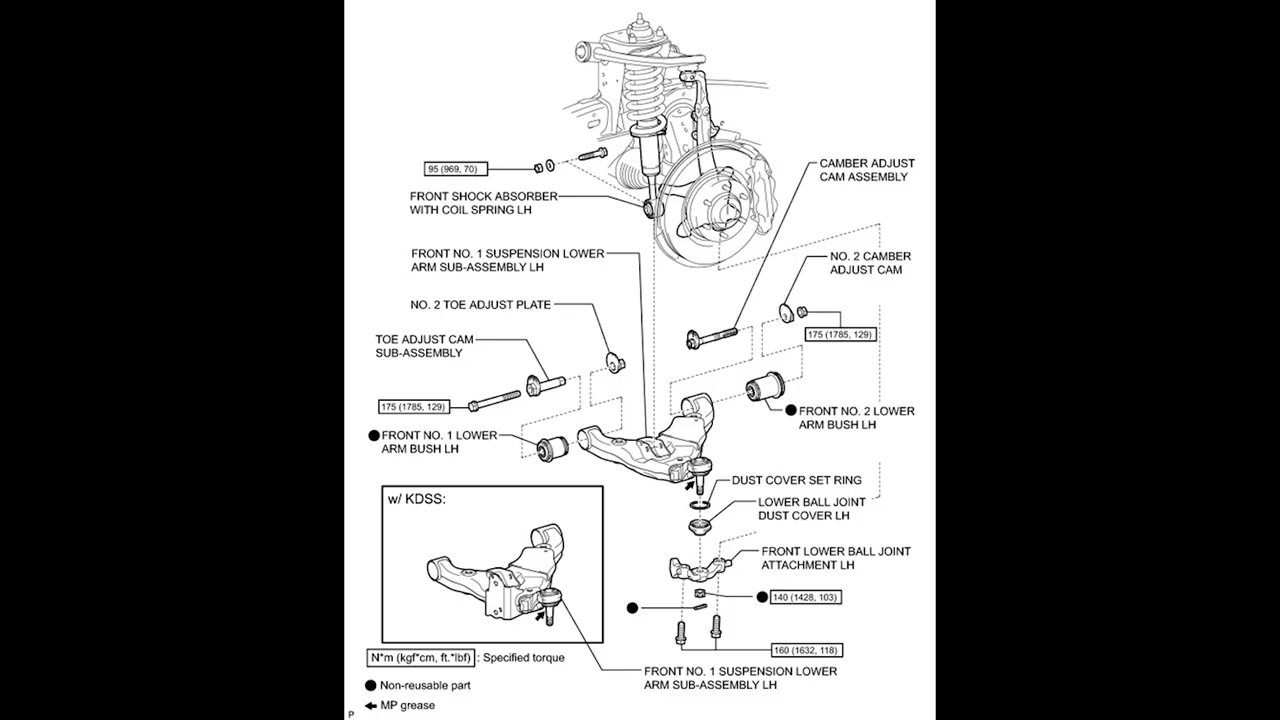 95 (969, 70)
CAMBER ADJUST
CAM ASSEMBLY
FRONT SHOCK ABSORBER
WITH COIL SPRING LH
FRONT NO. 1 SUSPENSION LOWER
ARM SUB-ASSEMBLY LH
NO. 2 CAMBER
ADJUST CAM
NO. 2 TOE ADJUST PLATE
175 (1785, 129)
TOE ADJUST CAM
SUB-ASSEMBLY
175 (1785, 129)
FRONT NO. 2 LOWER
ARM BUSH LH
FRONT NO. 1 LOWER
ARM BUSH LH
DUST COVER SET RING
w/ KDSS:
LOWER BALL JOINT
DUST COVER LH
FRONT LOWER BALL JOINT
ATTACHMENT LH
140 (1428, 103)
160 (1632, 118)
N*m (kgf*cm, ft.*lbf) : Specified torque
FRONT NO. 1 SUSPENSION LOWER
ARM SUB-ASSEMBLY LH
Non-reusable part
MP grease
P